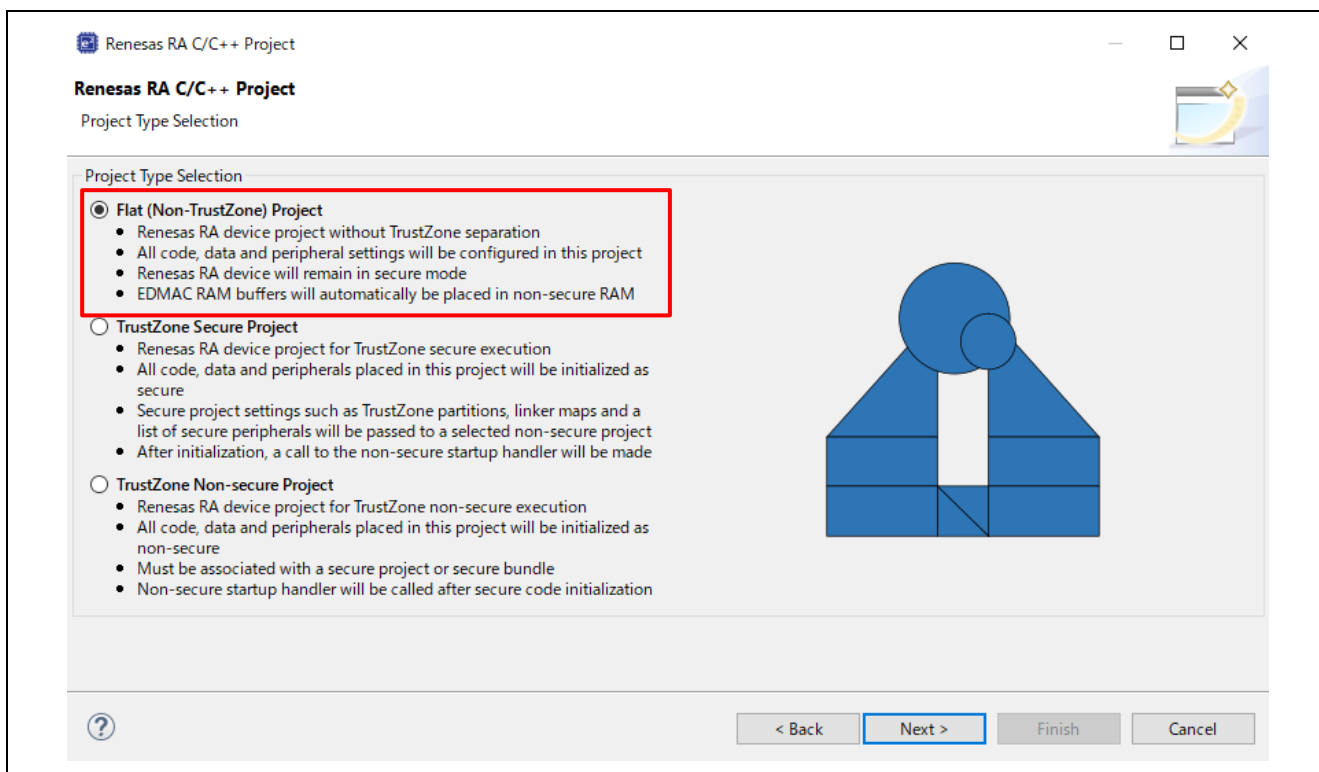 Renesas RA C/C++ Project
Renesas RA C/C++ Project
Project Type Selection
Project Type Selection
Flat (Non-TrustZone) Project
• Renesas RA device project without TrustZone separation
• All code, data and peripheral settings will be configured in this project
• Renesas RA device will remain in secure mode
• EDMAC RAM buffers will automatically be placed in non-secure RAM
TrustZone Secure Project
• Renesas RA device project for TrustZone secure execution
• All code, data and peripherals placed in this project will be initialized as
secure
• Secure project settings such as TrustZone partitions, linker maps and a
list of secure peripherals will be passed to a selected non-secure project
• After initialization, a call to the non-secure startup handler will be made
TrustZone Non-secure Project
• Renesas RA device project for TrustZone non-secure execution
• All code, data and peripherals placed in this project will be initialized as
non-secure
• Must be associated with a secure project or secure bundle
• Non-secure startup handler will be called after secure code initialization
?
< Back
Next >
Finish
Cancel